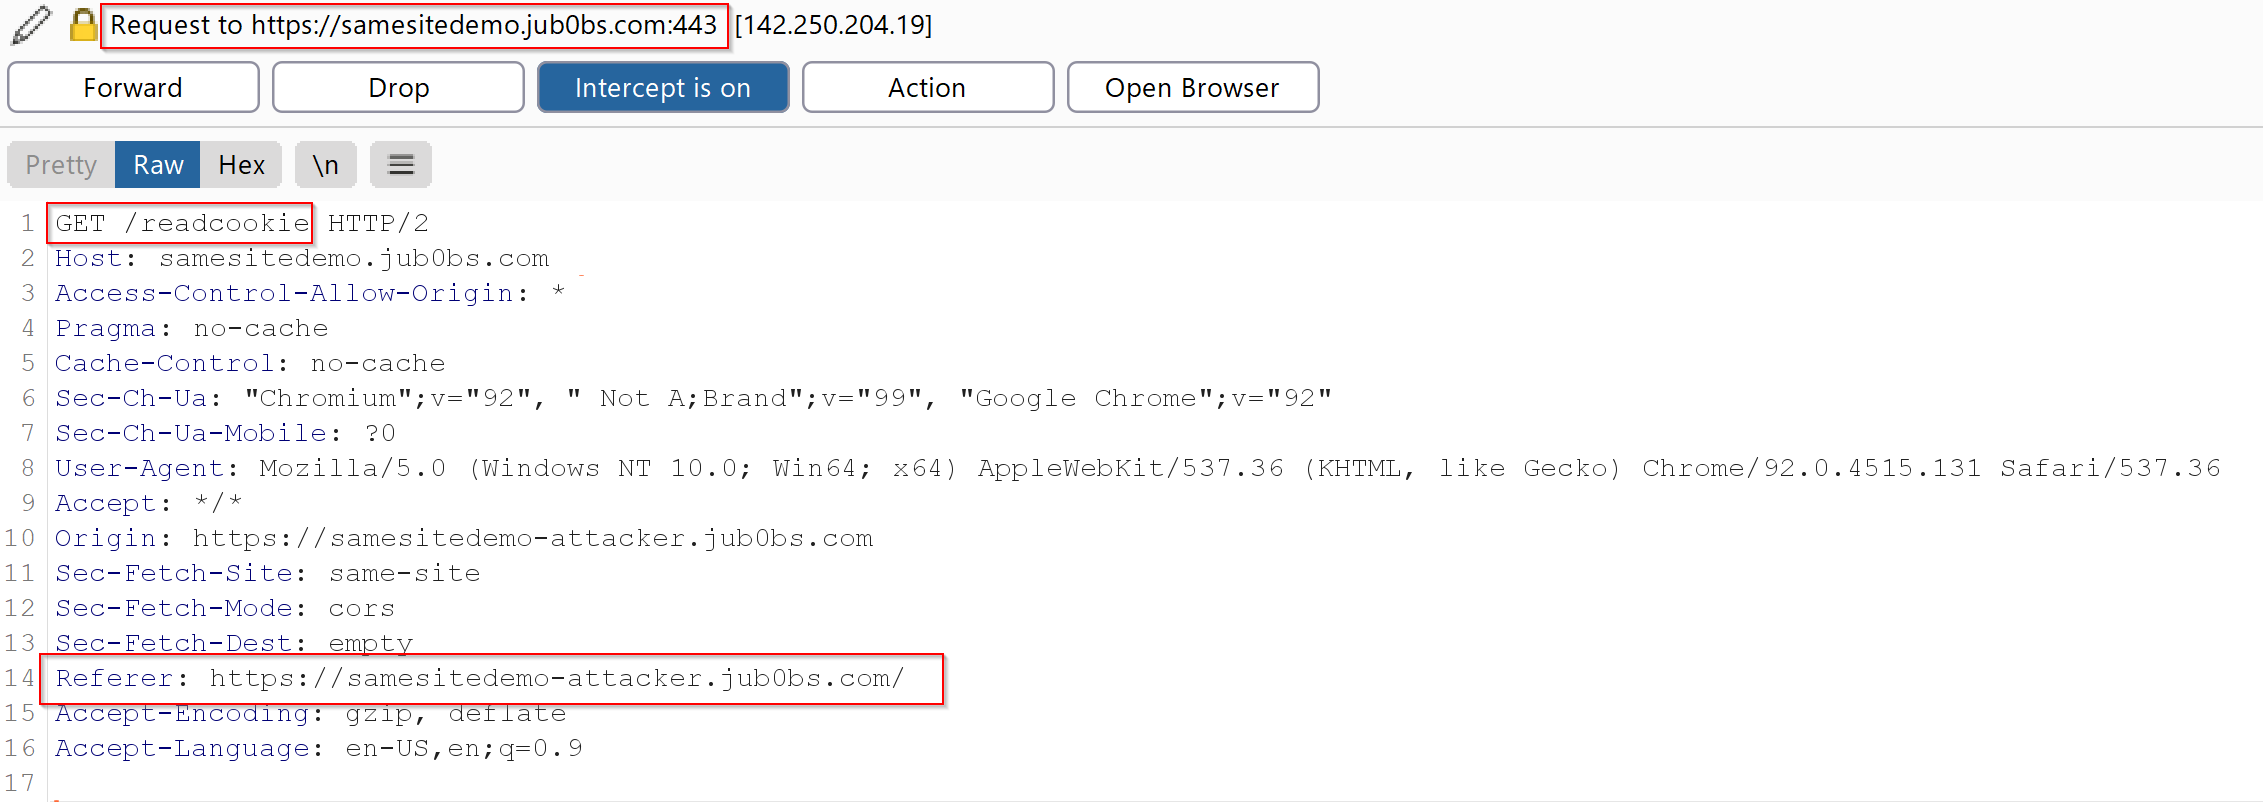 Request to https://samesitedemo.jub0bs.com:443 [142.250.204.19]
Forward Drop Intercept is on Action Open Browser
Pretty Raw Hex \n
1 GET /readcookie HTTP/2
2 Host: samesitedemo.jub0bs.com
3 Access-Control-Allow-Origin: *
4 Pragma: no-cache
5 Cache-Control: no-cache
6 Sec-Ch-Ua: "Chromium";v="92", " Not A;Brand";v="99", "Google Chrome";v="92"
7 Sec-Ch-Ua-Mobile: ?0
8 User-Agent: Mozilla/5.0 (Windows NT 10.0; Win64; x64) AppleWebKit/537.36 (KHTML, like Gecko) Chrome/92.0.4515.131 Safari/537.36
9 Accept: */*
10 Origin: https://samesitedemo-attacker.jub0bs.com
11 Sec-Fetch-Site: same-site
12 Sec-Fetch-Mode: cors
13 Sec-Fetch-Dest: empty
14 Referer: https://samesitedemo-attacker.jub0bs.com/
15 Accept-Encoding: gzip, deflate
16 Accept-Language: en-US,en;q=0.9
17